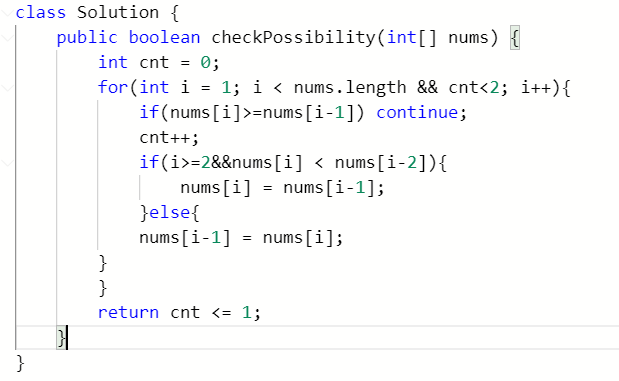 class Solution {
    public boolean checkPossibility(int[] nums) {
        int cnt = 0;
        for(int i = 1; i < nums.length && cnt<2; i++){
            if(nums[i]>=nums[i-1]) continue;
            cnt++;
            if(i>=2&&nums[i] < nums[i-2]){
                nums[i] = nums[i-1];
            }else{
            nums[i-1] = nums[i];
        }
        }
        return cnt <= 1;
    }
}